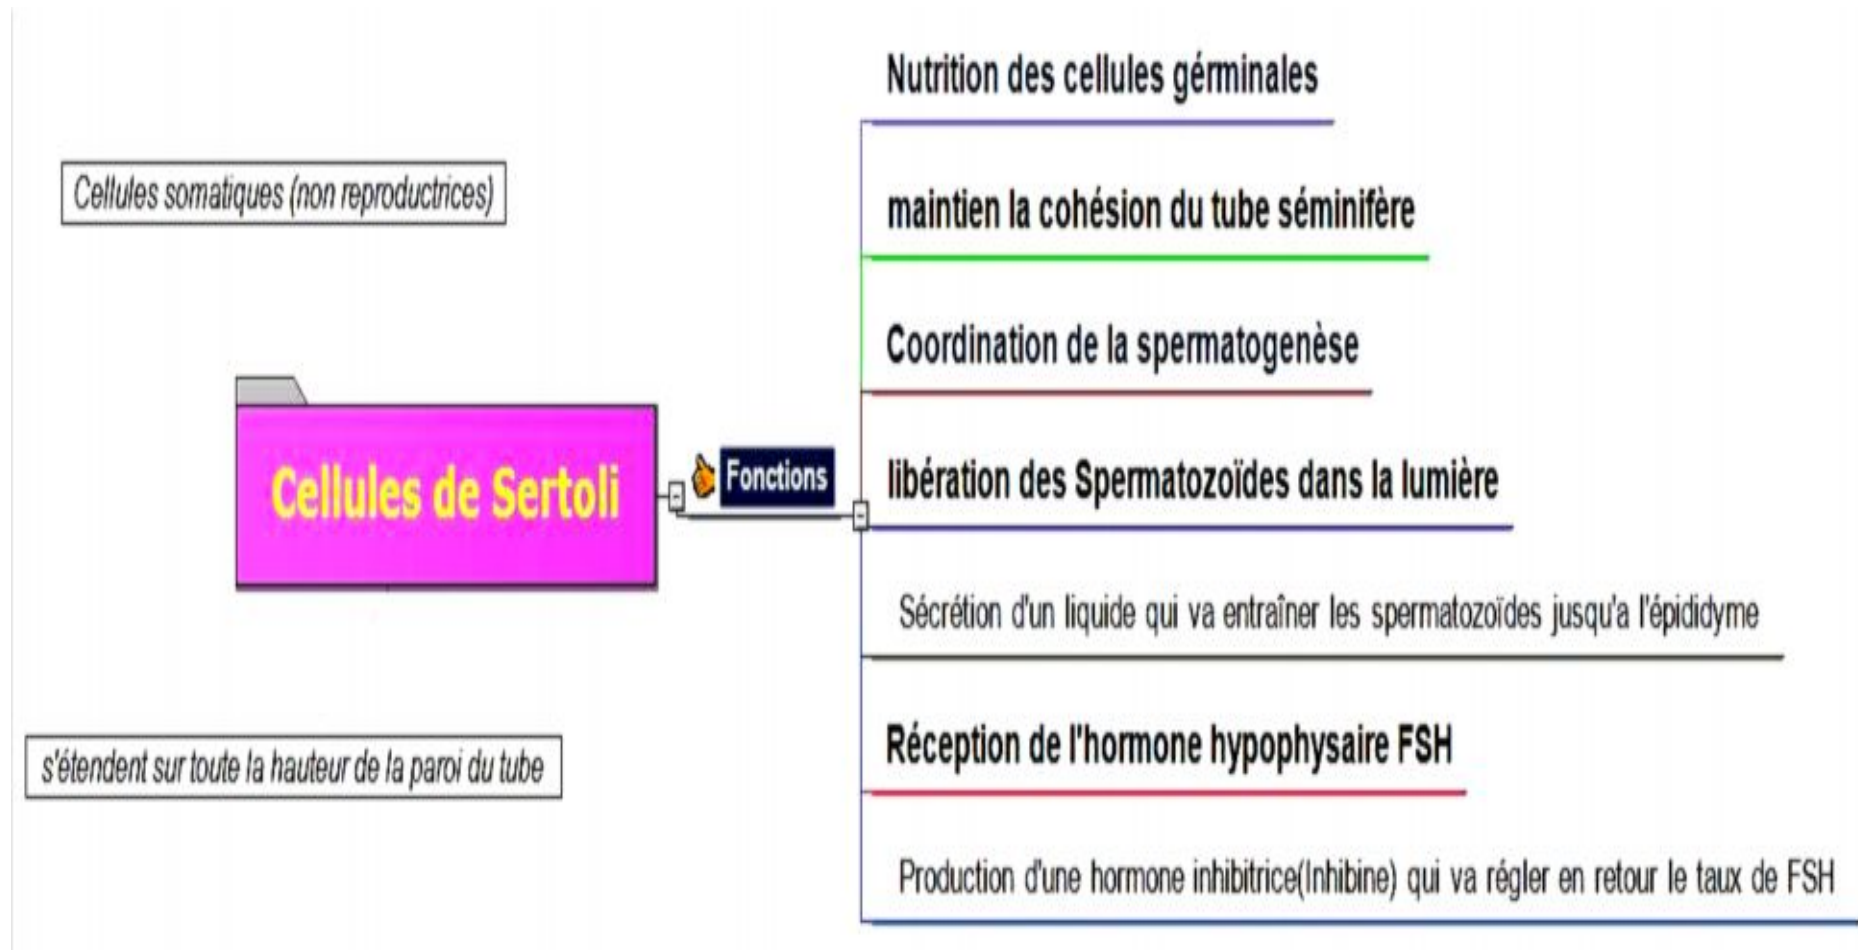 Cellules somatiques (non reproductrices)
Cellules de Sertoli
s'étendent sur toute la hauteur de la paroi du tube
Fonctions
Nutrition des cellules gérminales
maintien la cohésion du tube séminifère
Coordination de la spermatogenèse
libération des Spermatozoïdes dans la lumière
Sécrétion d'un liquide qui va entraîner les spermatozoïdes jusqu'a l'épididyme
Réception de l'hormone hypophysaire FSH
Production d'une hormone inhibitrice(Inhibine) qui va régler en retour le taux de FSH